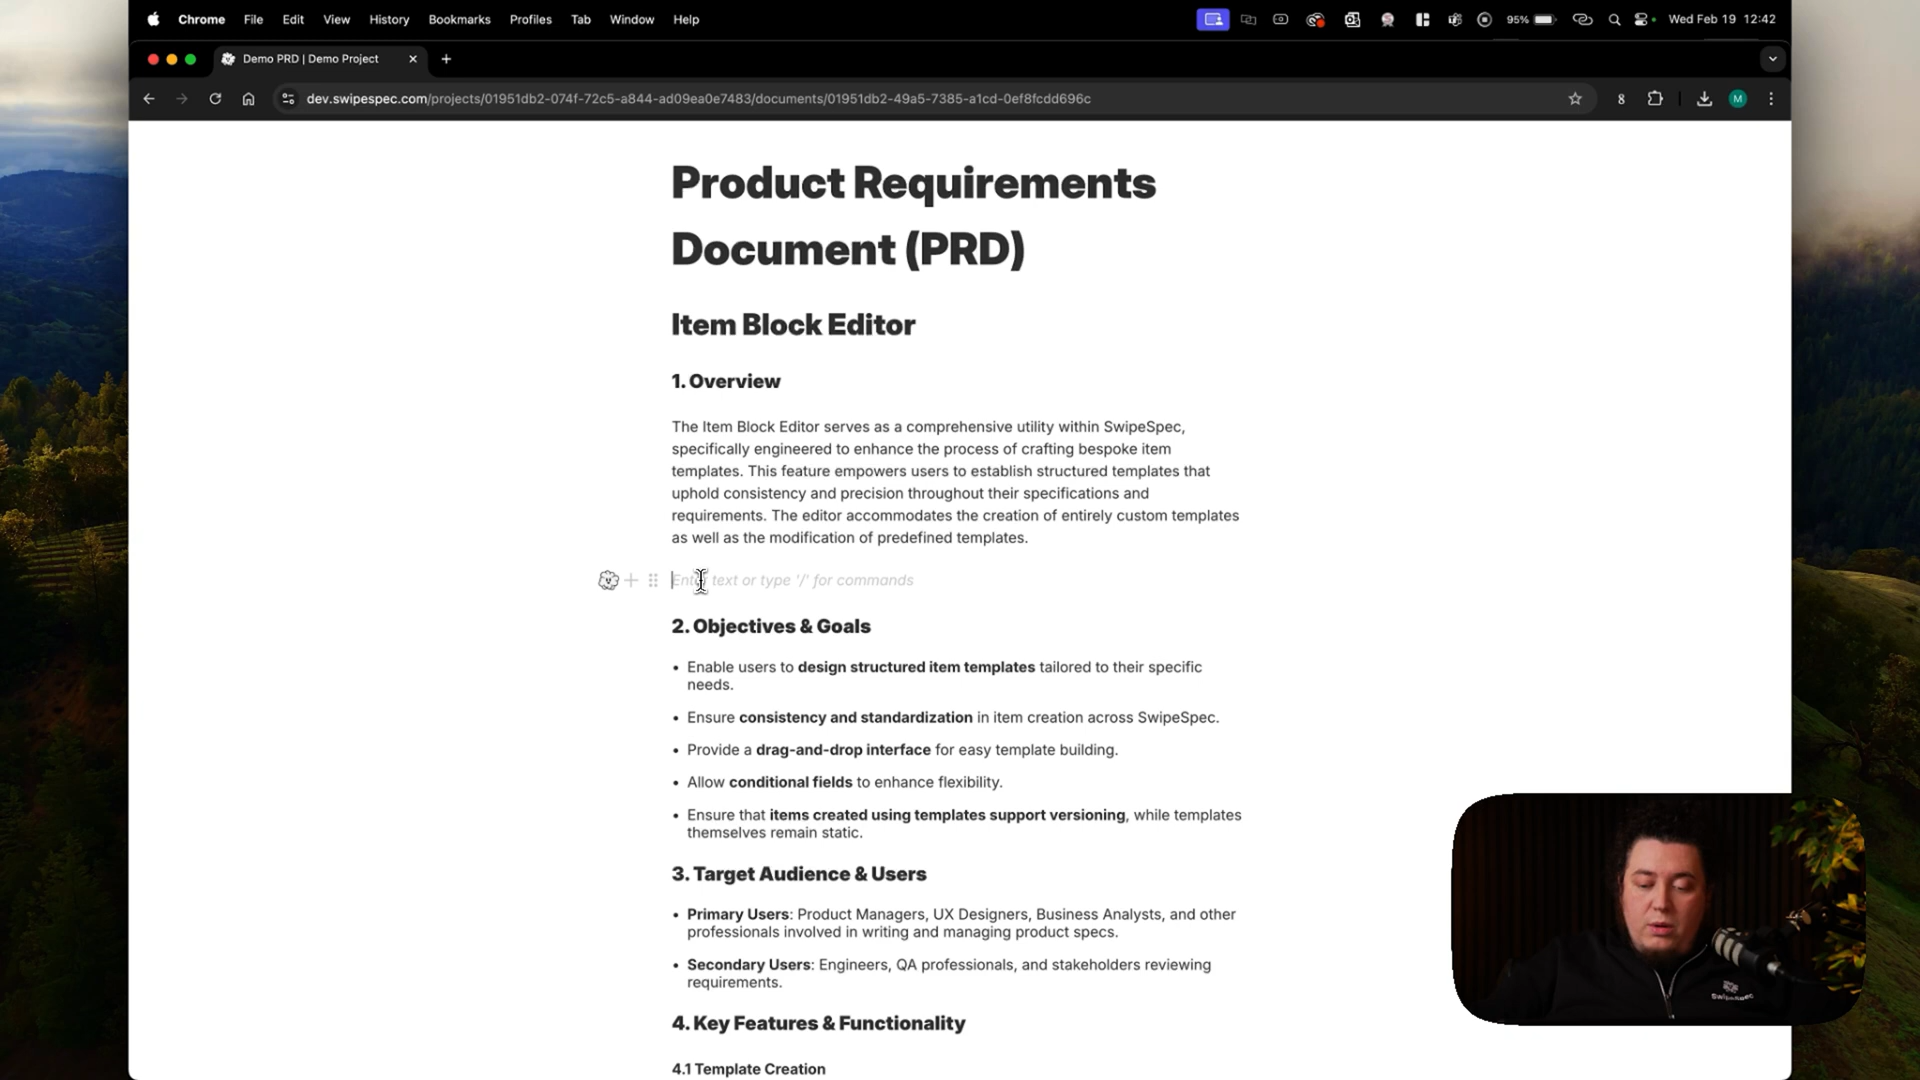 Chrome File Edit View History Bookmarks Profiles Tab Window Help 95% Wed Feb 19 12:42
Demo PRD | Demo Project
dev.swipespec.com/projects/01951db2-074f-72c5-a844-ad09ea0e7483/documents/01951db2-49a5-7385-a1cd-0ef8fcdd696c 8 M
Product Requirements
Document (PRD)
Item Block Editor
1. Overview
The Item Block Editor serves as a comprehensive utility within SwipeSpec,
specifically engineered to enhance the process of crafting bespoke item
templates. This feature empowers users to establish structured templates that
uphold consistency and precision throughout their specifications and
requirements. The editor accommodates the creation of entirely custom templates
as well as the modification of predefined templates.
Enter text or type '/' for commands
2. Objectives & Goals
• Enable users to design structured item templates tailored to their specific
needs.
• Ensure consistency and standardization in item creation across SwipeSpec.
• Provide a drag-and-drop interface for easy template building.
• Allow conditional fields to enhance flexibility.
• Ensure that items created using templates support versioning, while templates
themselves remain static.
3. Target Audience & Users
• Primary Users: Product Managers, UX Designers, Business Analysts, and other
professionals involved in writing and managing product specs.
• Secondary Users: Engineers, QA professionals, and stakeholders reviewing
requirements.
4. Key Features & Functionality
4.1 Template Creation
SwipeSpec